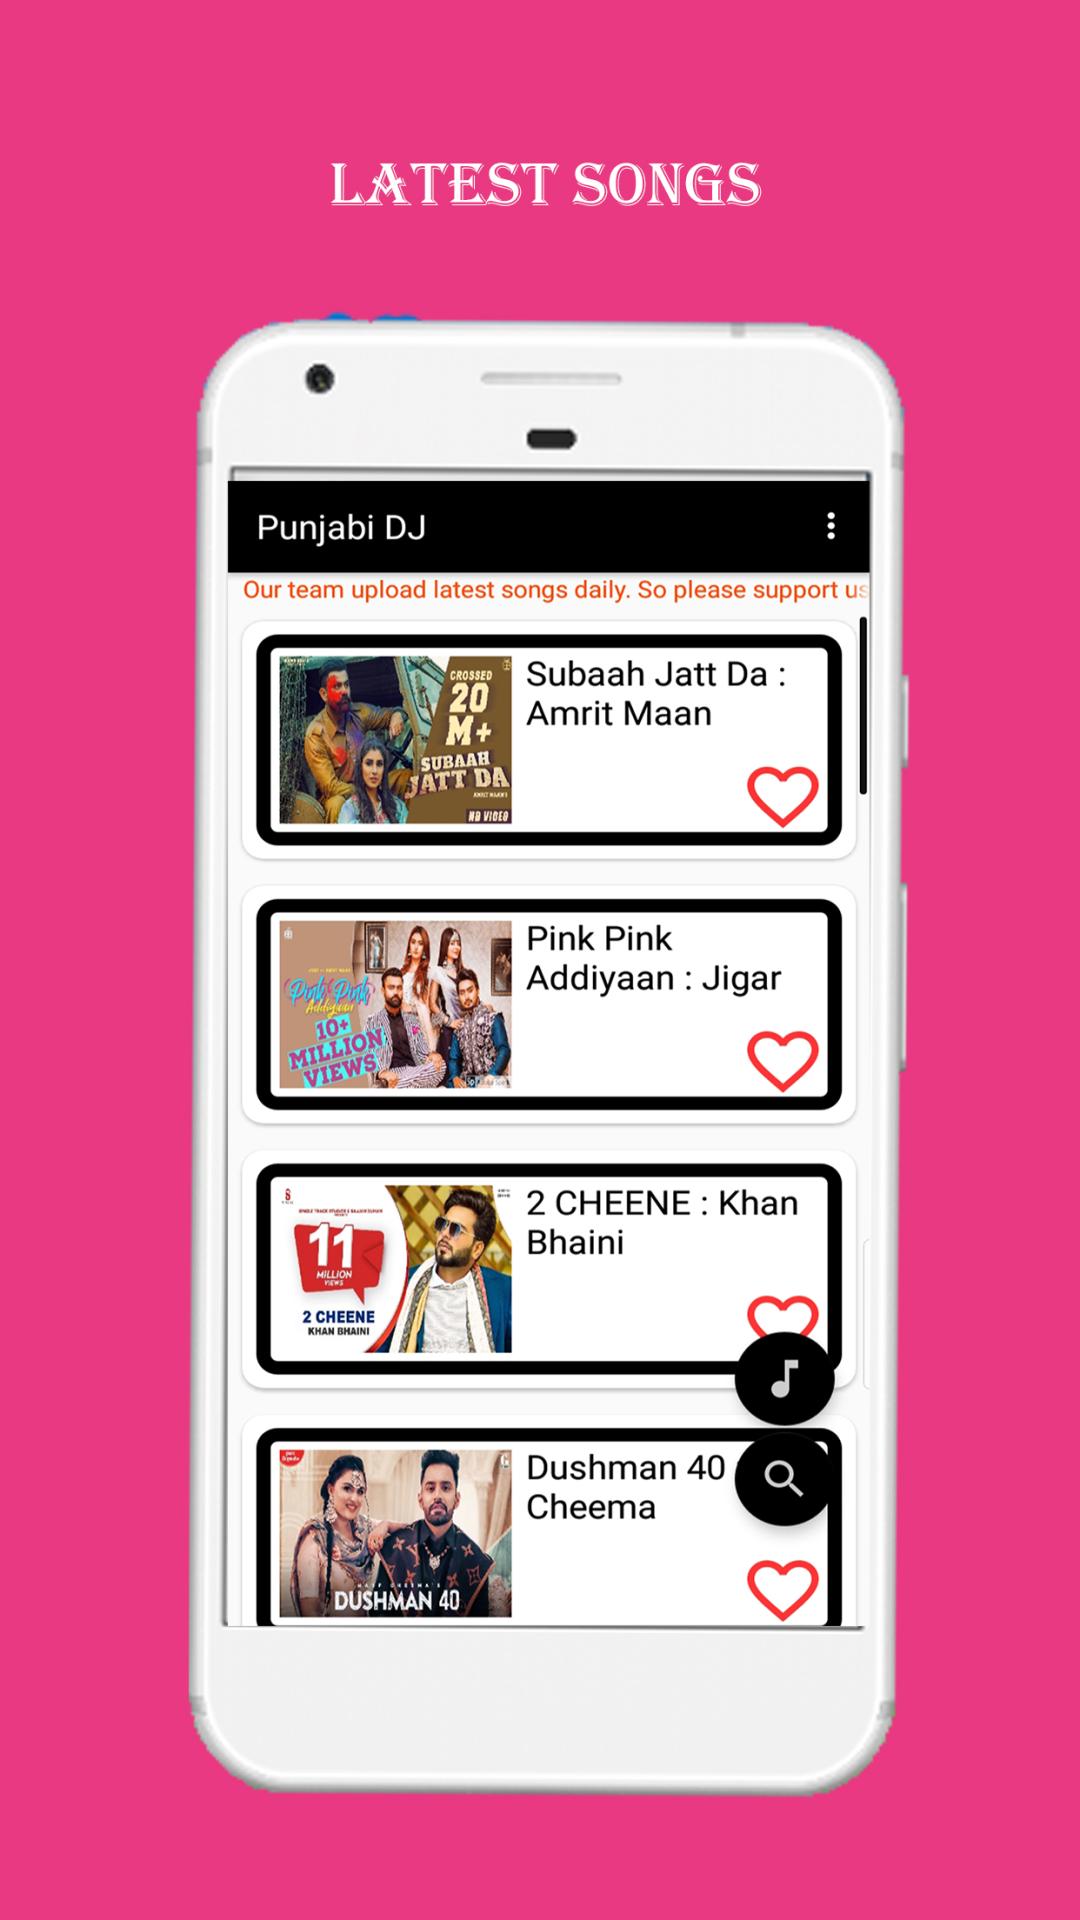 LATEST SONGS
Punjabi DJ
Our team upload latest songs daily. So please support us
CROSSED
20
M+
SUBAAH
JATT DA
AMRIT MAAN
HD VIDEO
Subaah Jatt Da :
Amrit Maan
Pink Pink
Addiyaan
10+
MILLION
VIEWS
Pink Pink
Addiyaan : Jigar
11
MILLION
VIEWS
2 CHEENE
KHAN BHAINI
2 CHEENE : Khan
Bhaini
DUSHMAN 40
Dushman 40
Cheema